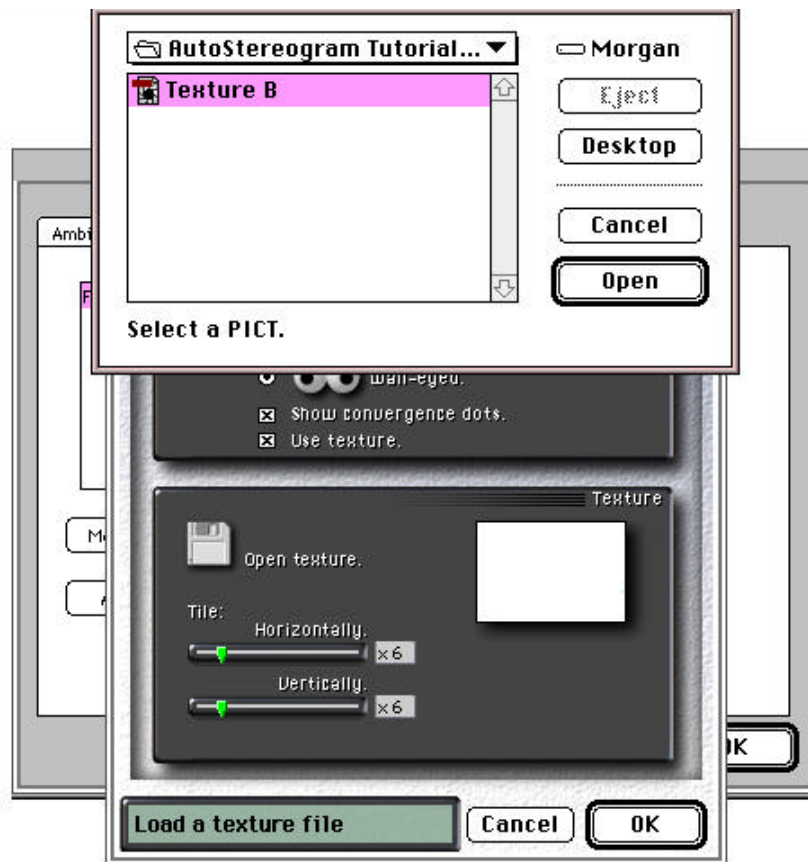 AutoStereogram Tutorial...
Morgan
Texture B
Eject
Desktop
Cancel
Open
Select a PICT.
Ambi
F
wall-eyed.
Show convergence dots.
Use texture.
Texture
Open texture.
Tile:
Horizontally.
x6
Vertically.
x6
M
OK
Load a texture file
Cancel
OK